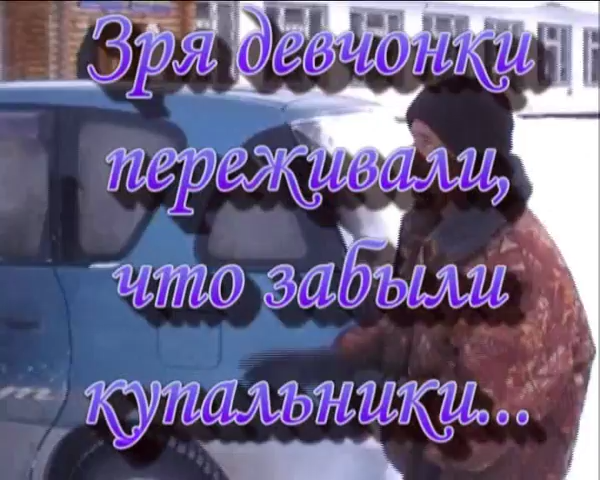 Зря девчонки
переживали,
что забыли
купальники...